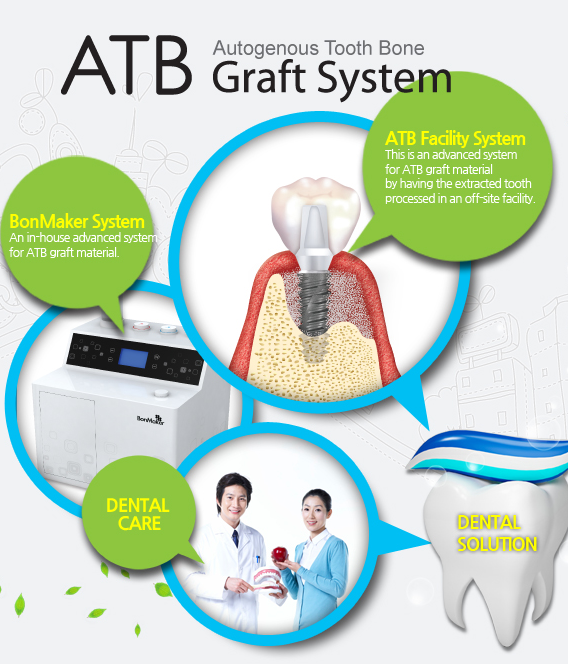 ATB Autogenous Tooth Bone
Graft System
ATB Facility System
This is an advanced system
for ATB graft material
by having the extracted tooth
processed in an off-site facility.
BonMaker System
An in-house advanced system
for ATB graft material.
BonMaker
DENTAL
CARE
DENTAL
SOLUTION